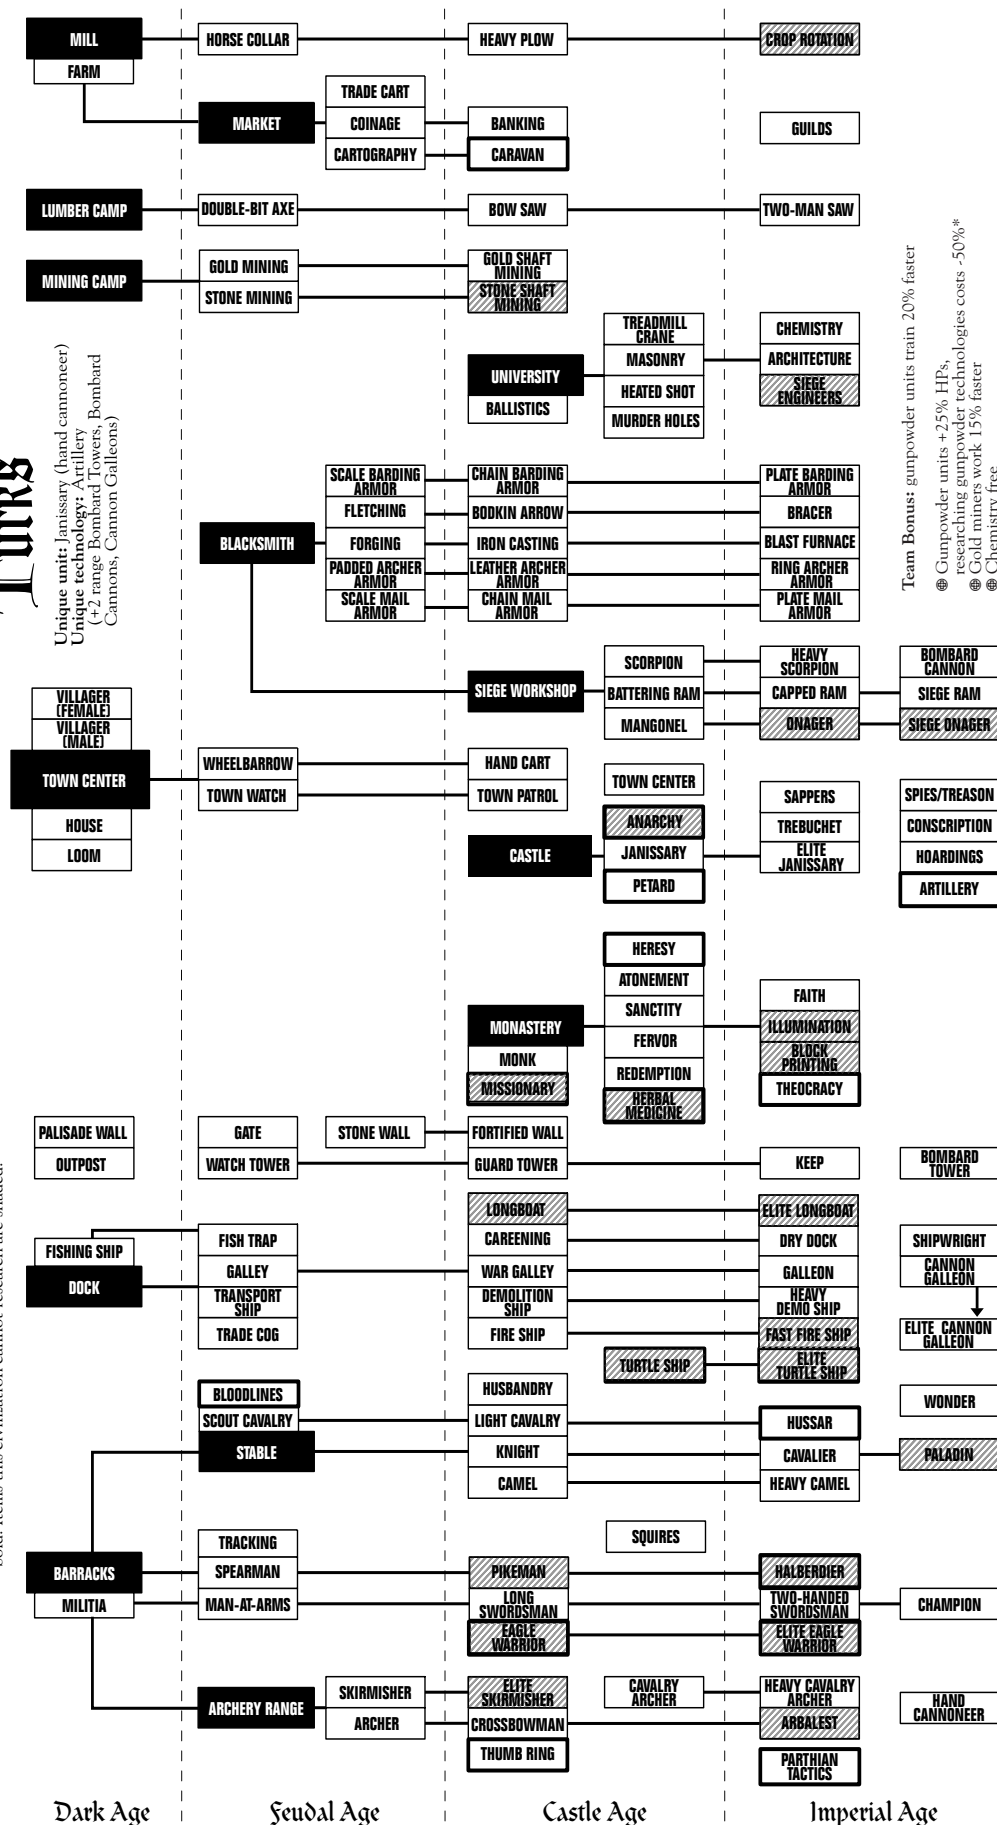 MILL
HORSE COLLAR
HEAVY PLOW
CROP ROTATION
FARM
TRADE CART
MARKET
COINAGE
BANKING
GUILDS
CARTOGRAPHY
CARAVAN
LUMBER CAMP
DOUBLE-BIT AXE
BOW SAW
TWO-MAN SAW
MINING CAMP
GOLD MINING
GOLD SHAFT
MINING
STONE MINING
STONE SHAFT
MINING
TREADMILL
CRANE
CHEMISTRY
UNIVERSITY
MASONRY
ARCHITECTURE
BALLISTICS
HEATED SHOT
SIEGE
ENGINEERS
MURDER HOLES
Turks
Unique unit: Janissary (hand cannoneer)
Unique technology: Artillery
(+2 range Bombard Towers, Bombard
Cannons, Cannon Galleons)
Team Bonus: gunpowder units train 20% faster
Gunpowder units +25% HPs,
researching gunpowder technologies costs -50%*
Gold miners work 15% faster
Chemistry free
SCALE BARDING
ARMOR
CHAIN BARDING
ARMOR
PLATE BARDING
ARMOR
FLETCHING
BODKIN ARROW
BRACER
BLACKSMITH
FORGING
IRON CASTING
BLAST FURNACE
PADDED ARCHER
ARMOR
LEATHER ARCHER
ARMOR
RING ARCHER
ARMOR
SCALE MAIL
ARMOR
CHAIN MAIL
ARMOR
PLATE MAIL
ARMOR
SCORPION
HEAVY
SCORPION
BOMBARD
CANNON
SIEGE WORKSHOP
BATTERING RAM
CAPPED RAM
SIEGE RAM
MANGONEL
ONAGER
SIEGE ONAGER
VILLAGER
(FEMALE)
VILLAGER
(MALE)
TOWN CENTER
WHEELBARROW
HAND CART
TOWN WATCH
TOWN PATROL
TOWN CENTER
HOUSE
LOOM
SAPPERS
SPIES/TREASON
ANARCHY
TREBUCHET
CONSCRIPTION
CASTLE
JANISSARY
ELITE
JANISSARY
HOARDINGS
PETARD
ARTILLERY
HERESY
ATONEMENT
FAITH
SANCTITY
MONASTERY
ILLUMINATION
MONK
FERVOR
BLOCK
PRINTING
MISSIONARY
REDEMPTION
THEOCRACY
HERBAL
MEDICINE
PALISADE WALL
GATE
STONE WALL
FORTIFIED WALL
OUTPOST
WATCH TOWER
GUARD TOWER
KEEP
BOMBARD
TOWER
LONGBOAT
ELITE LONGBOAT
FISHING SHIP
FISH TRAP
CAREENING
DRY DOCK
SHIPWRIGHT
DOCK
GALLEY
WAR GALLEY
GALLEON
CANNON
GALLEON
TRANSPORT
SHIP
DEMOLITION
SHIP
HEAVY
DEMO SHIP
TRADE COG
FIRE SHIP
FAST FIRE SHIP
ELITE CANNON
GALLEON
TURTLE SHIP
ELITE
TURTLE SHIP
BLOODLINES
HUSBANDRY
WONDER
SCOUT CAVALRY
LIGHT CAVALRY
HUSSAR
STABLE
KNIGHT
CAVALIER
PALADIN
CAMEL
HEAVY CAMEL
TRACKING
SQUIRES
BARRACKS
SPEARMAN
PIKEMAN
HALBERDIER
MILITIA
MAN-AT-ARMS
LONG
SWORDSMAN
TWO-HANDED
SWORDSMAN
CHAMPION
EAGLE
WARRIOR
ELITE EAGLE
WARRIOR
ARCHERY RANGE
SKIRMISHER
ELITE
SKIRMISHER
CAVALRY
ARCHER
HEAVY CAVALRY
ARCHER
HAND
CANNONEER
ARCHER
CROSSBOWMAN
ARBALEST
THUMB RING
PARTHIAN
TACTICS
Dark Age
Feudal Age
Castle Age
Imperial Age